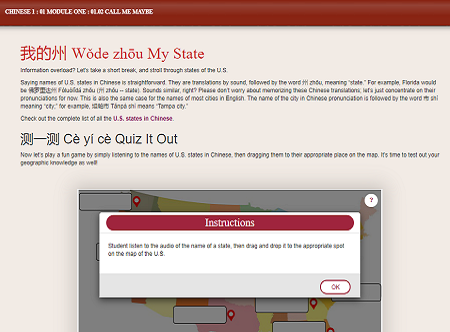 CHINESE 1 : 01 MODULE ONE : 01.02 CALL ME MAYBE
我的州 Wǒde zhōu My State
Information overload? Let's take a short break, and stroll through states of the U.S.
Saying names of U.S. states in Chinese is straightforward. They are translations by sound, followed by the word 州 zhōu, meaning "state." For example, Florida would
be 佛罗里达州 Fóluólǐdá zhōu (州 zhōu -- state). Sounds similar, right? Please don't worry about memorizing these Chinese translations; let's just concentrate on their
pronunciations for now. This is also the same case for the names of most cities in English. The name of the city in Chinese pronunciation is followed by the word 市 shì
meaning "city;" for example, 坦帕市 Tǎnpà shì means "Tampa city."
Check out the complete list of all the U.S. states in Chinese.
测一测 Cè yí cè Quiz It Out
Now let's play a fun game by simply listening to the names of U.S. states in Chinese, then dragging them to their appropriate place on the map. It's time to test out your
geographic knowledge as well!
?
Instructions
Student listen to the audio of the name of a state, then drag and drop it to the appropriate spot
on the map of the U.S.
OK